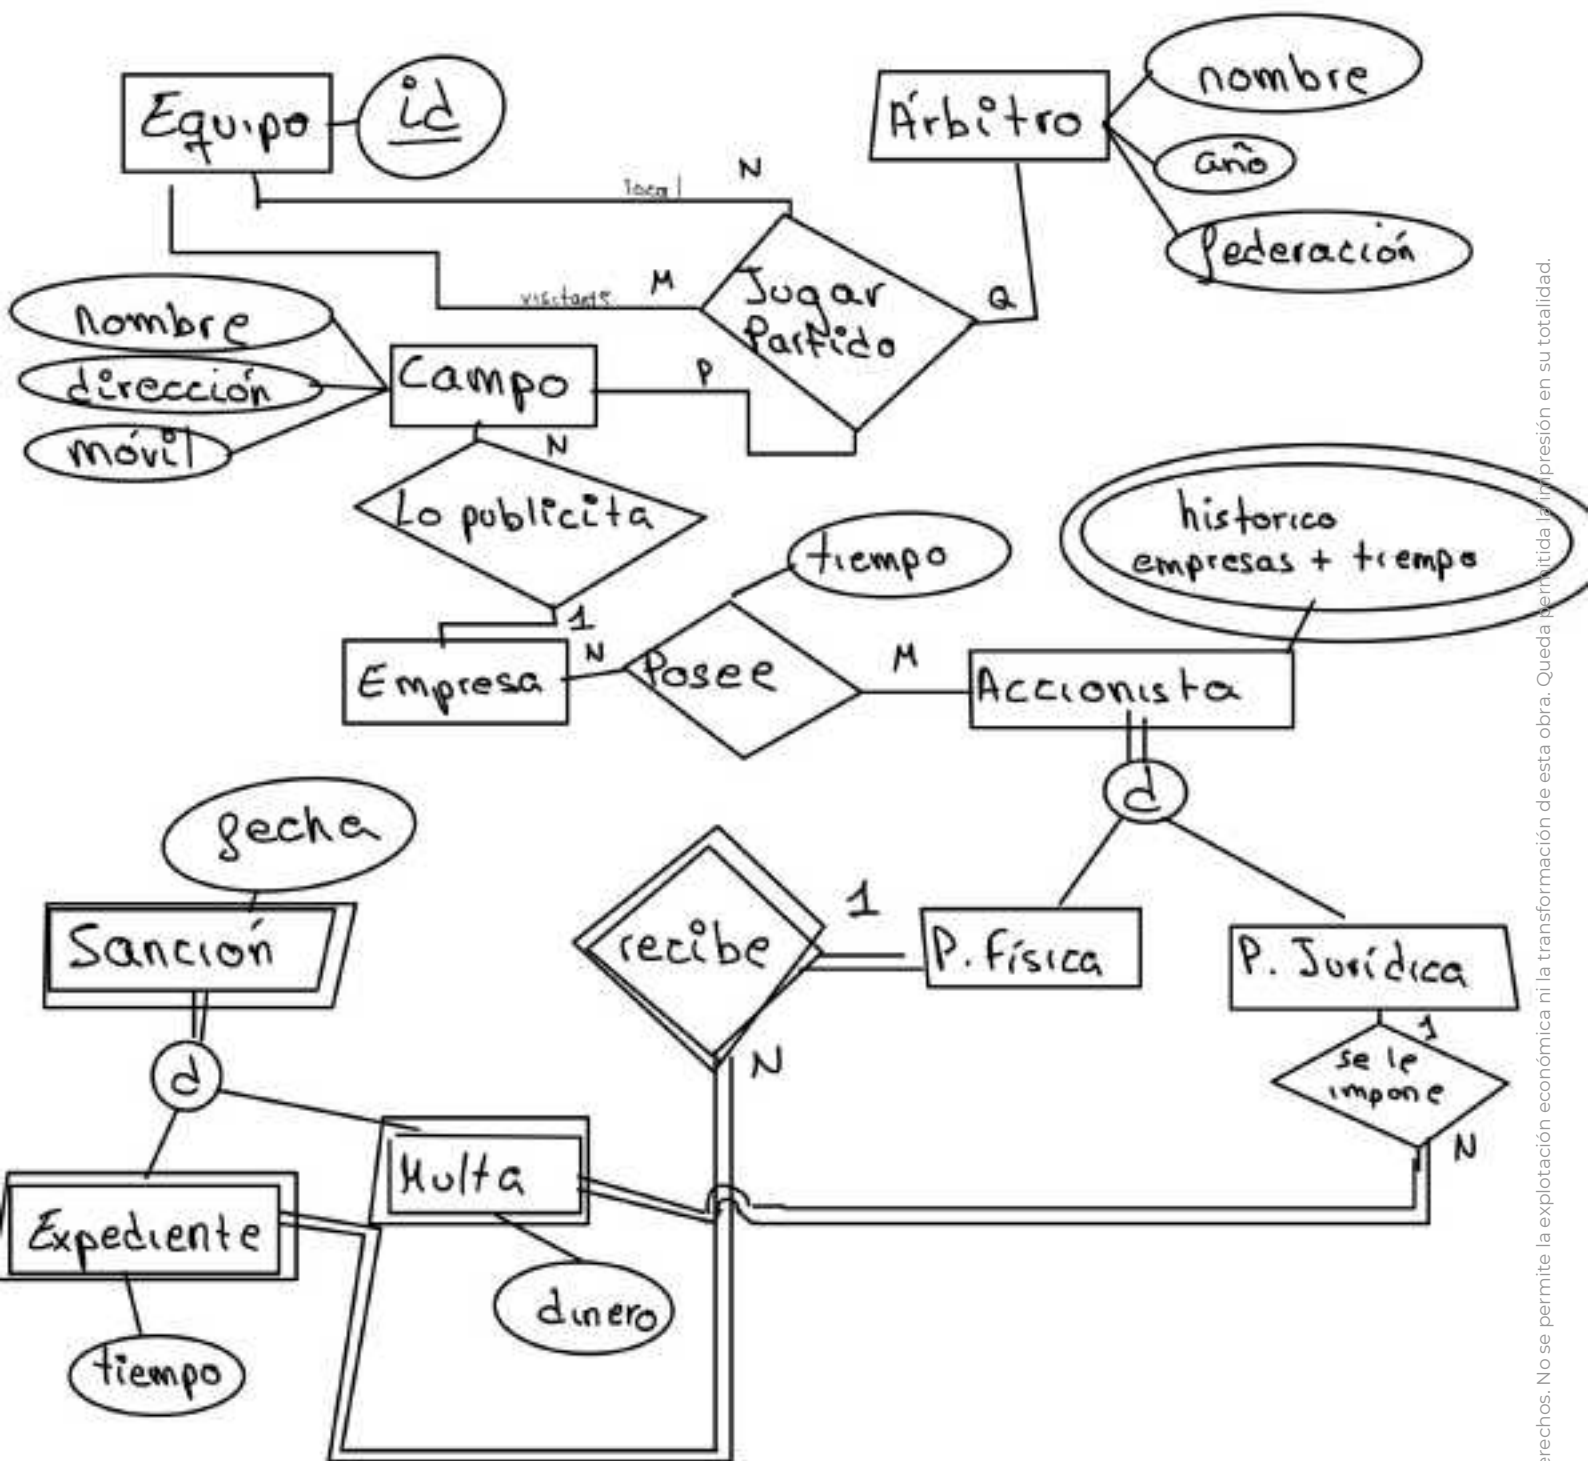 Equipo
id
Árbitro
nombre
año
federación
local
N
visitante
M
Jugar
Partido
Q
nombre
dirección
móvil
Campo
P
N
Lo publicita
1
tiempo
historico
empresas + tiempo
Empresa
N
Posee
M
Accionista
d
fecha
Sanción
recibe
1
P. Física
P. Jurídica
1
se le
impone
N
N
d
Multa
Expediente
dinero
tiempo
erechos. No se permite la explotación económica ni la transformación de esta obra. Queda permitida la impresión en su totalidad.